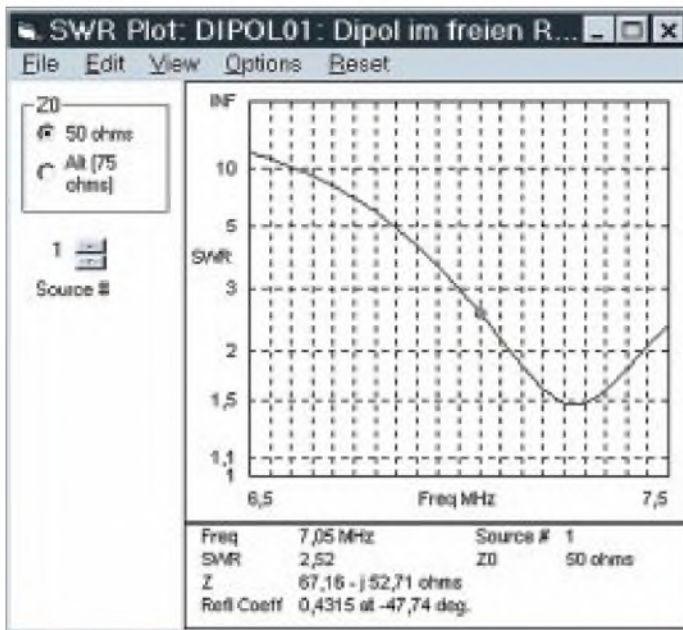 SWR Plot: DIPOL01: Dipol im freien R...
File Edit View Options Reset
Z0
50 ohms
Alt [75
ohms]
1
Source #
INF
10
5
SWR
3
2
1,5
1,1
1
6,5 Freq MHz 7,5
Freq 7,05 MHz Source # 1
SWR 2,52 Z0 50 ohms
Z 67,16 - j 52,71 ohms
Refl Coeff 0,4315 at -47,74 deg.